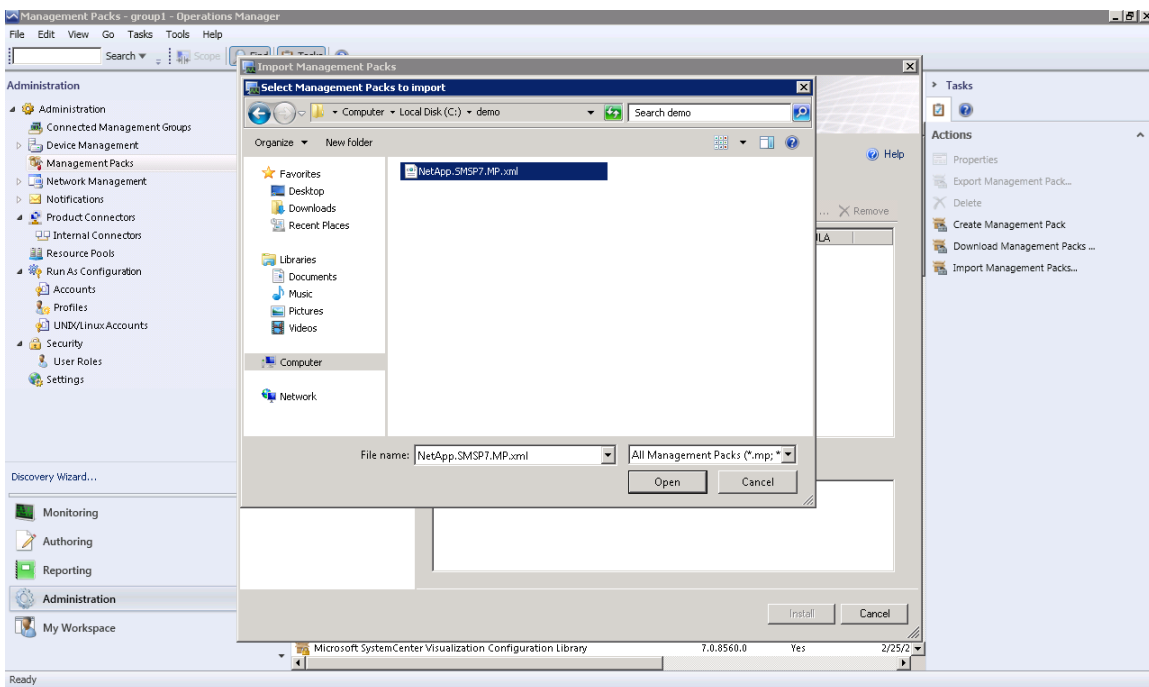 Management Packs - group1 - Operations Manager
File Edit View Go Tasks Tools Help
Search Scope
Administration
Administration
Connected Management Groups
Device Management
Management Packs
Network Management
Notifications
Product Connectors
Internal Connectors
Resource Pools
Run As Configuration
Accounts
Profiles
UNIX/Linux Accounts
Security
User Roles
Settings
Discovery Wizard...
Monitoring
Authoring
Reporting
Administration
My Workspace
Import Management Packs
Select Management Packs to import
Computer Local Disk (C:) demo Search demo
Organize New folder
Favorites
Desktop
Downloads
Recent Places
Libraries
Documents
Music
Pictures
Videos
Computer
Network
NetApp.SMSP7.MP.xml
File name: NetApp.SMSP7.MP.xml All Management Packs (*.mp; *
Open Cancel
Help
... Remove
Install Cancel
Microsoft SystemCenter Visualization Configuration Library 7.0.8560.0 Yes 2/25/2
Tasks
Actions
Properties
Export Management Pack...
Delete
Create Management Pack
Download Management Packs ...
Import Management Packs...
Ready